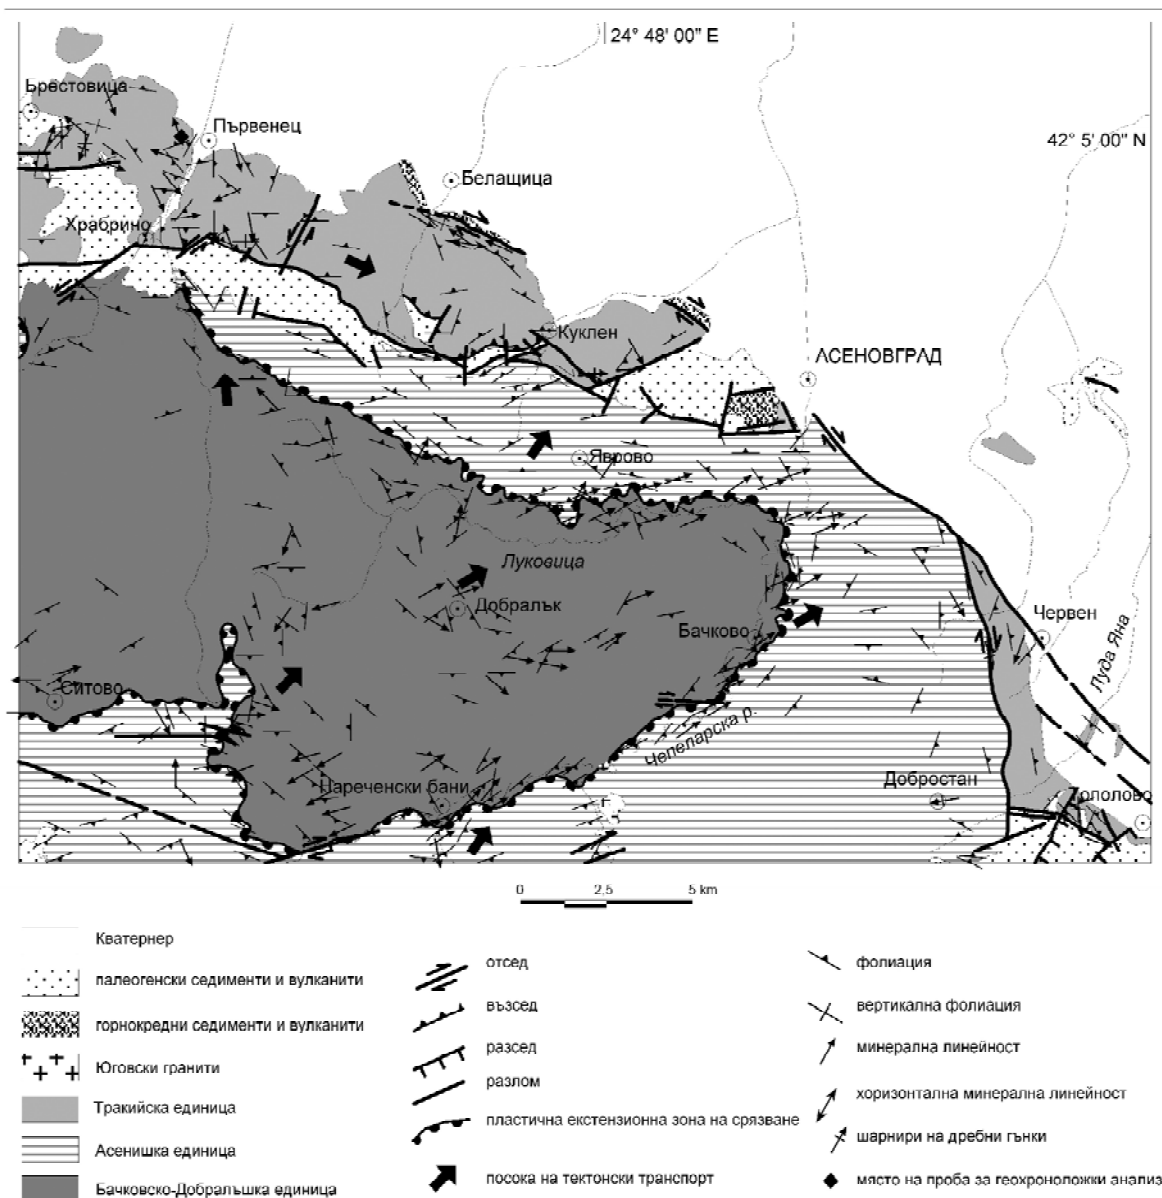 24° 48' 00" E
Брестовица
Първенец
42° 5' 00" N
Белащица
Храбрино
Куклен
АСЕНОВГРАД
Яврово
Луковица
Добралък
Бачково
Червен
Луда Яна
Ситово
Чепеларска р.
Нареченски бани
Добростан
Тополово
0 2,5 5 km
Кватернер
палеогенски седименти и вулканити
горнокредни седименти и вулканити
Юговски гранити
Тракийска единица
Асенишка единица
Бачковско-Добралъшка единица
отсед
възсед
разсед
разлом
пластична екстензионна зона на срязване
посока на тектонски транспорт
фолиация
вертикална фолиация
минерална линейност
хоризонтална минерална линейност
шарнири на дребни гънки
място на проба за геохроноложки анализ